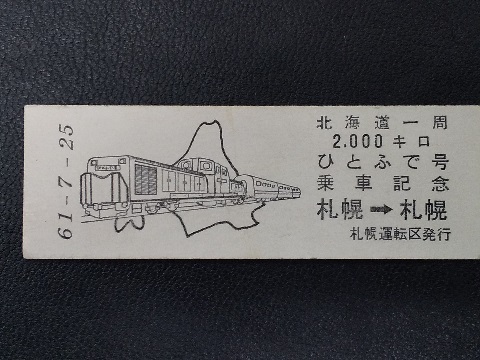 61-7-25
北海道一周
2.000キロ
ひとふで号
乗車記念
札幌➡札幌
札幌運転区発行